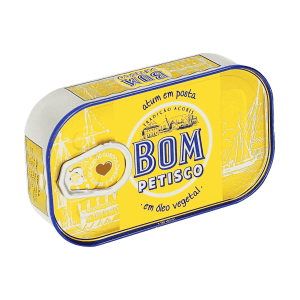 atum em posta
TRADIÇÃO AÇORES
BOM
PETISCO
em óleo vegetal
BOM